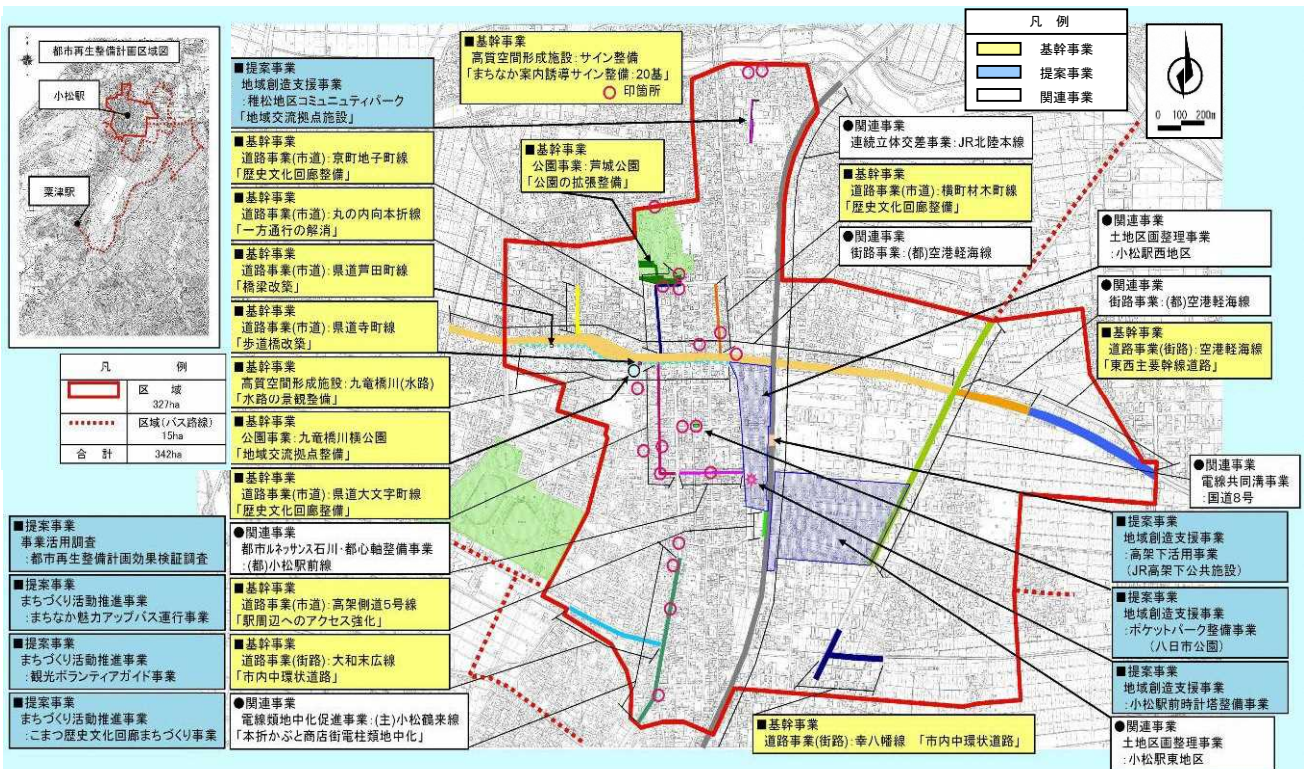 都市再生整備計画区域図
小松駅
粟津駅
凡　例
区　域
327ha
区域(バス路線)
15ha
合　計
342ha
■提案事業
地域創造支援事業
:稚松地区コミュニュティパーク
「地域交流拠点施設」
■基幹事業
道路事業(市道):京町地子町線
「歴史文化回廊整備」
■基幹事業
道路事業(市道):丸の内向本折線
「一方通行の解消」
■基幹事業
道路事業(市道):県道芦田町線
「橋梁改築」
■基幹事業
道路事業(市道):県道寺町線
「歩道橋改築」
■基幹事業
高質空間形成施設:九竜橋川(水路)
「水路の景観整備」
■基幹事業
公園事業:九竜橋川横公園
「地域交流拠点整備」
■基幹事業
道路事業(市道):県道大文字町線
「歴史文化回廊整備」
●関連事業
都市ルネッサンス石川・都心軸整備事業
:(都)小松駅前線
■基幹事業
道路事業(市道):高架側道5号線
「駅周辺へのアクセス強化」
■基幹事業
道路事業(街路):大和末広線
「市内中環状道路」
●関連事業
電線類地中化促進事業:(主)小松鶴来線
「本折かぶと商店街電柱類地中化」
■提案事業
事業活用調査
:都市再生整備計画効果検証調査
■提案事業
まちづくり活動推進事業
:まちなか魅力アップバス運行事業
■提案事業
まちづくり活動推進事業
:観光ボランティアガイド事業
■提案事業
まちづくり活動推進事業
:こまつ歴史文化回廊まちづくり事業
■基幹事業
高質空間形成施設:サイン整備
「まちなか案内誘導サイン整備:20基」
○ 印箇所
■基幹事業
公園事業:芦城公園
「公園の拡張整備」
凡　例
基幹事業
提案事業
関連事業
0 100 200m
●関連事業
連続立体交差事業:JR北陸本線
■基幹事業
道路事業(市道):横町材木町線
「歴史文化回廊整備」
●関連事業
街路事業:(都)空港軽海線
●関連事業
土地区画整理事業
:小松駅西地区
●関連事業
街路事業:(都)空港軽海線
■基幹事業
道路事業(街路):空港軽海線
「東西主要幹線道路」
●関連事業
電線共同溝事業
:国道8号
■提案事業
地域創造支援事業
:高架下活用事業
(JR高架下公共施設)
■提案事業
地域創造支援事業
:ポケットパーク整備事業
(八日市公園)
■提案事業
地域創造支援事業
:小松駅前時計塔整備事業
●関連事業
土地区画整理事業
:小松駅東地区
■基幹事業
道路事業(街路):幸八幡線　「市内中環状道路」